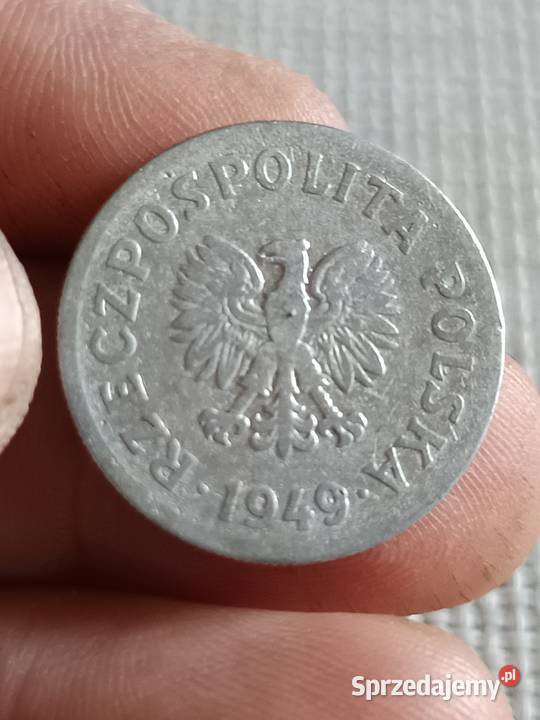 RZECZPOSPOLITA POLSKA
· 1949 ·
Sprzedajemy.pl